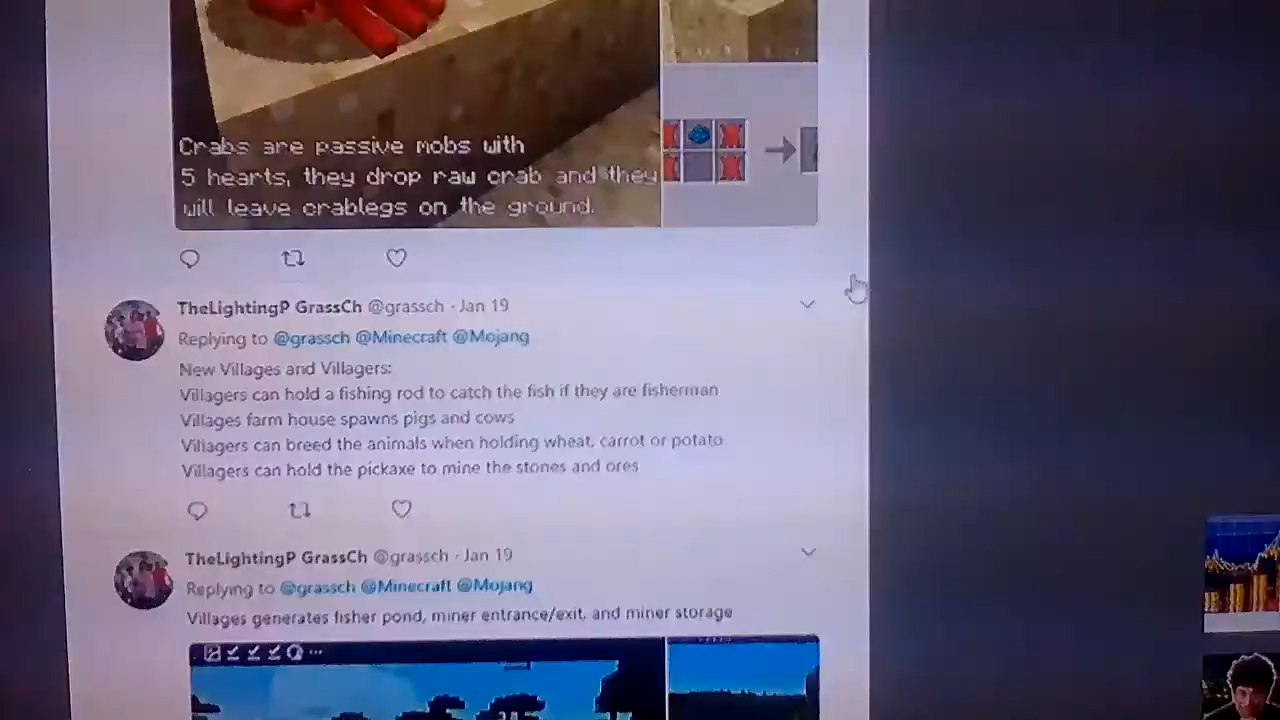 Crabs are passive mobs with
5 hearts, they drop raw crab and they
will leave crablegs on the ground.
TheLightingP GrassCh @grassch · Jan 19
Replying to @grassch @Minecraft @Mojang
New Villages and Villagers:
Villagers can hold a fishing rod to catch the fish if they are fisherman
Villages farm house spawns pigs and cows
Villagers can breed the animals when holding wheat, carrot or potato
Villagers can hold the pickaxe to mine the stones and ores
TheLightingP GrassCh @grassch · Jan 19
Replying to @grassch @Minecraft @Mojang
Villages generates fisher pond, miner entrance/exit, and miner storage